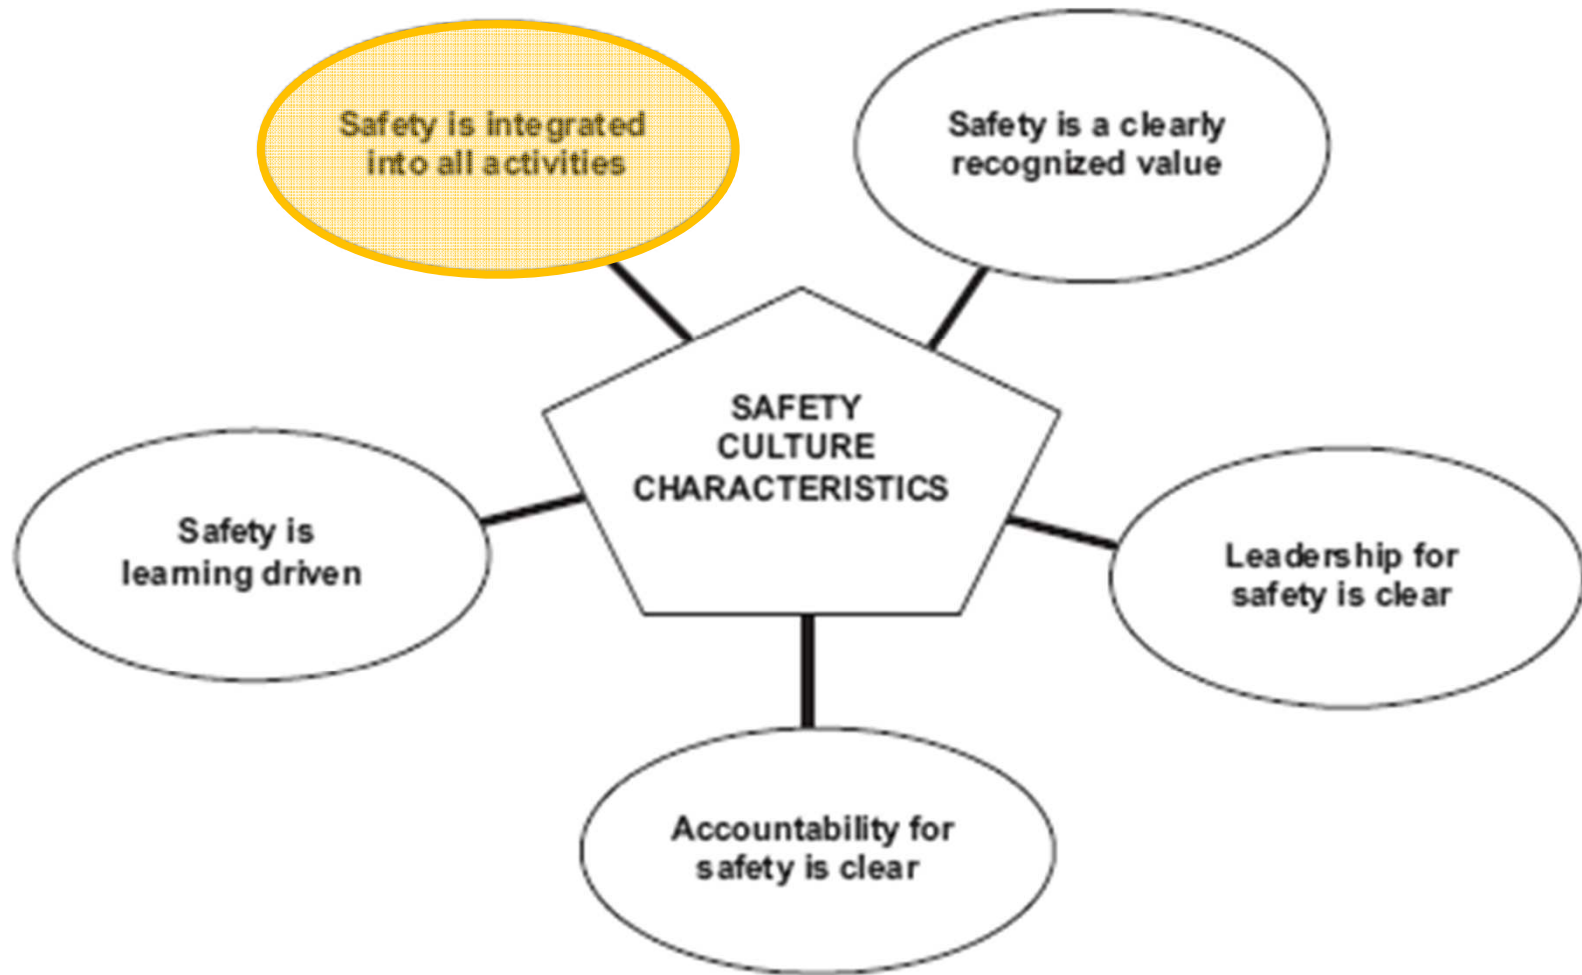 Safety is integrated
into all activities
Safety is a clearly
recognized value
SAFETY
CULTURE
CHARACTERISTICS
Safety is
learning driven
Leadership for
safety is clear
Accountability for
safety is clear